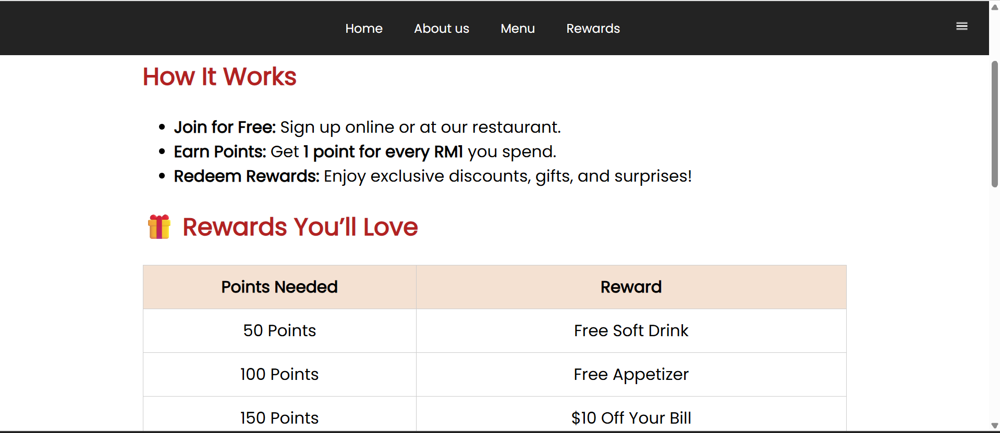 Home About us Menu Rewards
How It Works
• Join for Free: Sign up online or at our restaurant.
• Earn Points: Get 1 point for every RM1 you spend.
• Redeem Rewards: Enjoy exclusive discounts, gifts, and surprises!
Rewards You’ll Love
Points Needed Reward
50 Points Free Soft Drink
100 Points Free Appetizer
150 Points $10 Off Your Bill